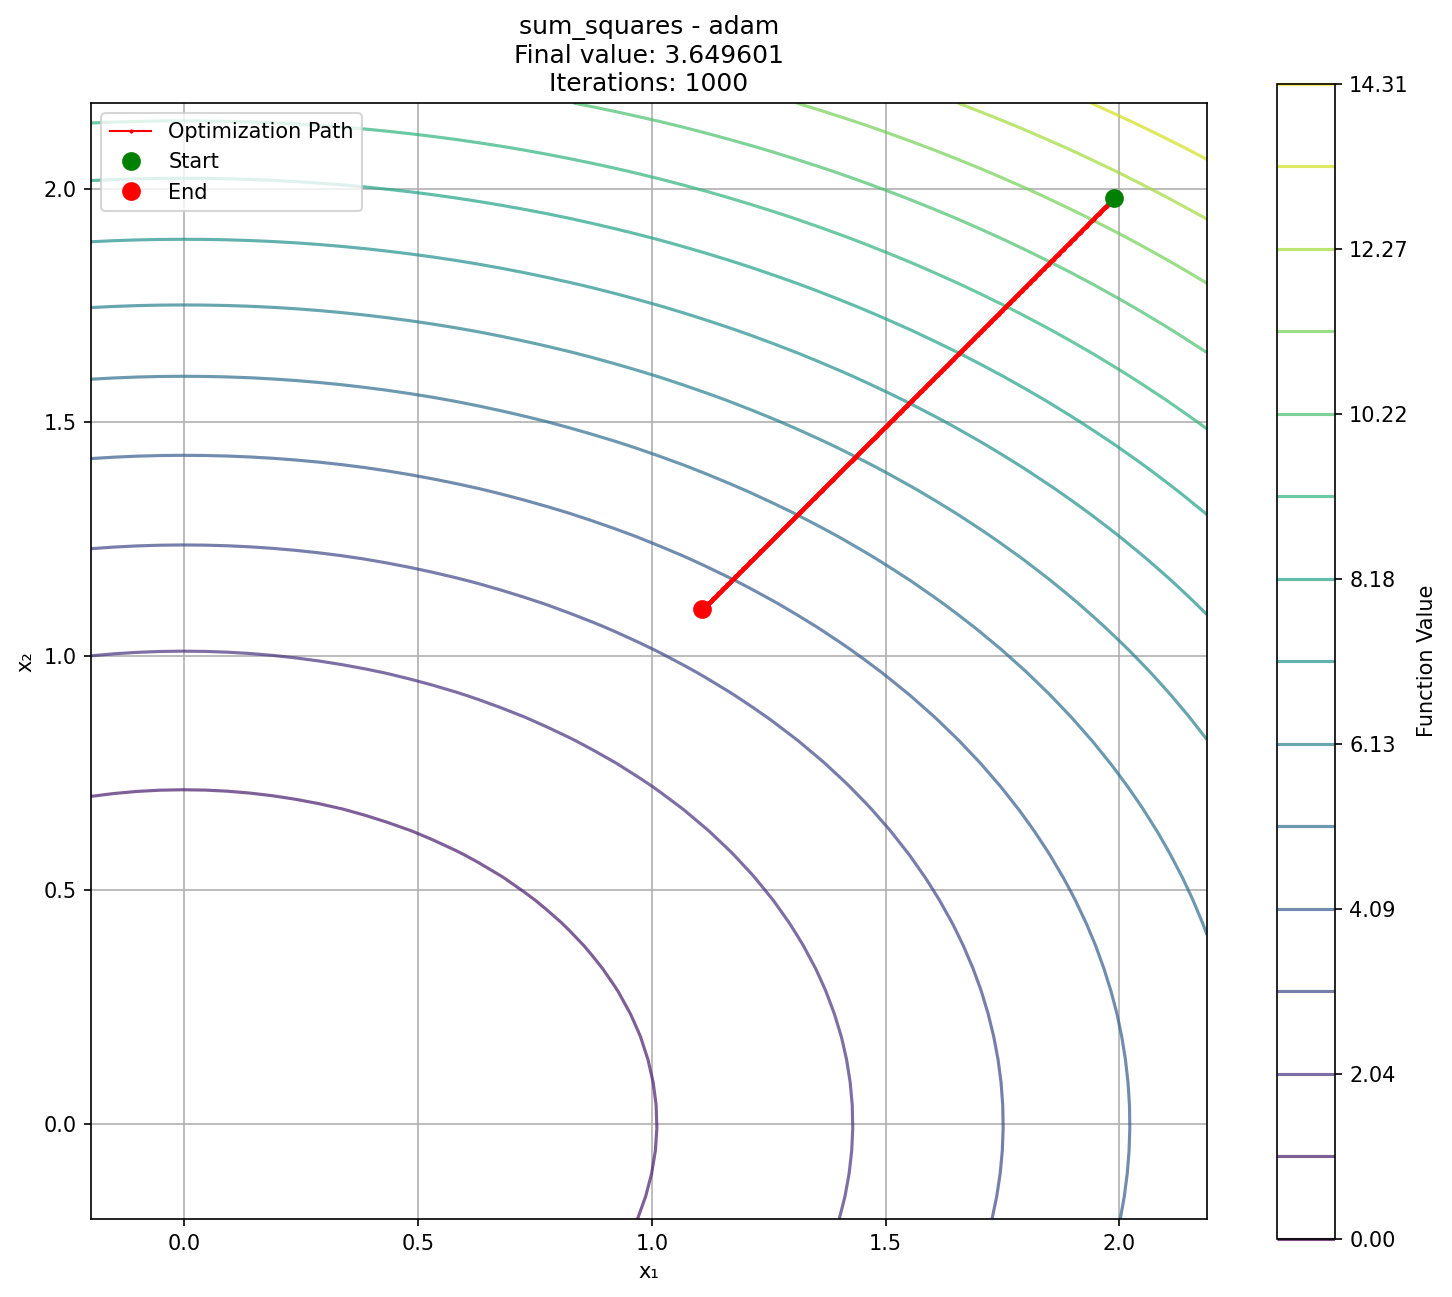 sum_squares - adam
Final value: 3.649601
Iterations: 1000
Optimization Path
Start
End
2.0
1.5
1.0
0.5
0.0
x₂
0.0 0.5 1.0 1.5 2.0
x₁
14.31
12.27
10.22
8.18
6.13
4.09
2.04
0.00
Function Value